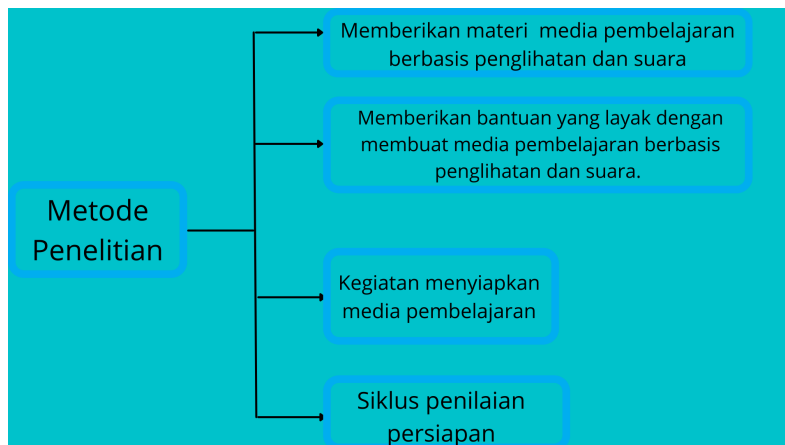 Metode
Penelitian
Memberikan materi  media pembelajaran
berbasis penglihatan dan suara
Memberikan bantuan yang layak dengan
membuat media pembelajaran berbasis
penglihatan dan suara.
Kegiatan menyiapkan
media pembelajaran
Siklus penilaian
persiapan